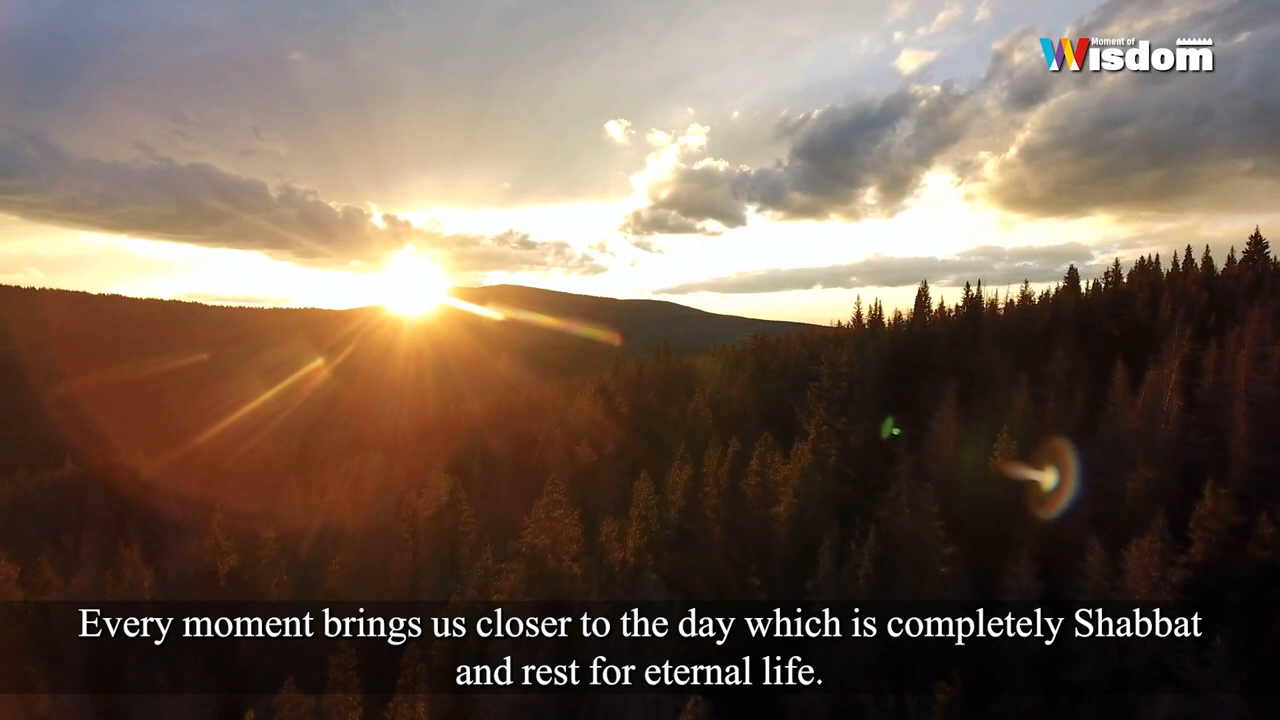 Moment of
Wisdom
Every moment brings us closer to the day which is completely Shabbat
and rest for eternal life.